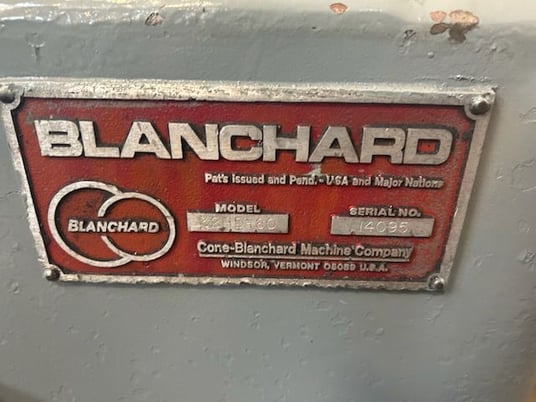 BLANCHARD
Pat's Issued and Pend. - USA and Major Nations
BLANCHARD
MODEL
SERIAL NO.
14095
Cone-Blanchard Machine Company
WINDSOR, VERMONT 05089 U.S.A.